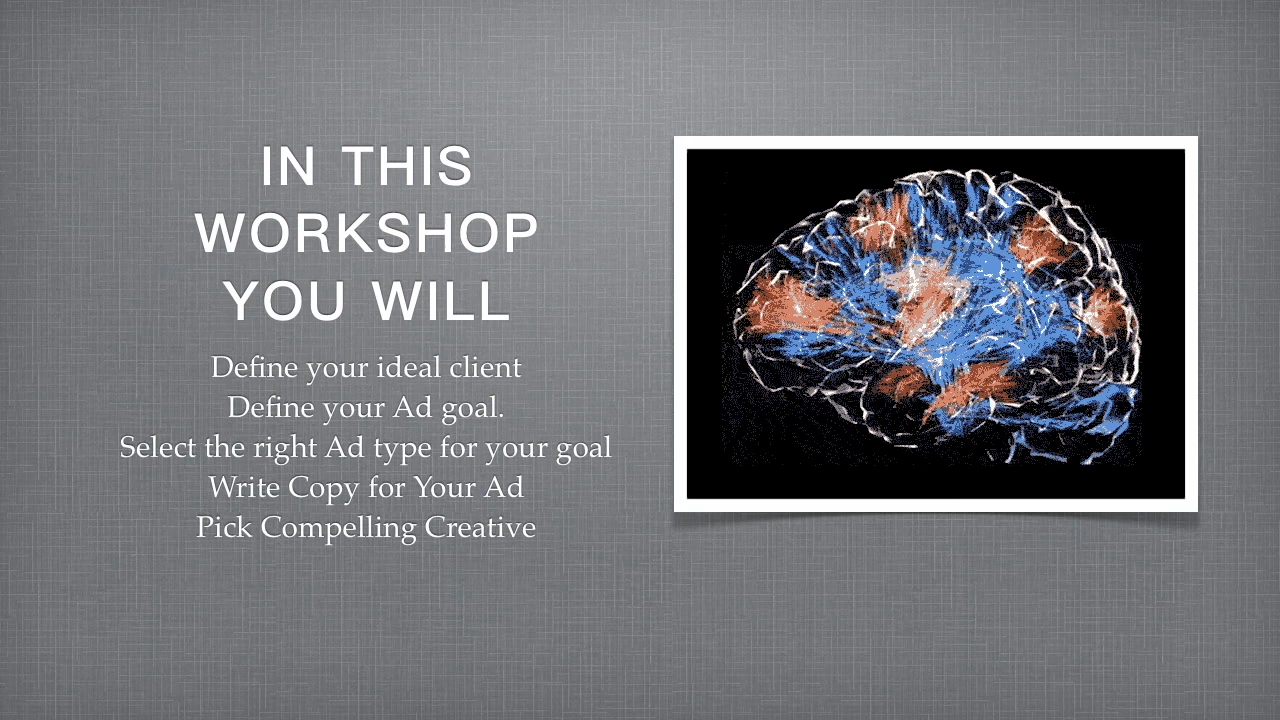 IN THIS
WORKSHOP
YOU WILL
Define your ideal client
Define your Ad goal.
Select the right Ad type for your goal
Write Copy for Your Ad
Pick Compelling Creative